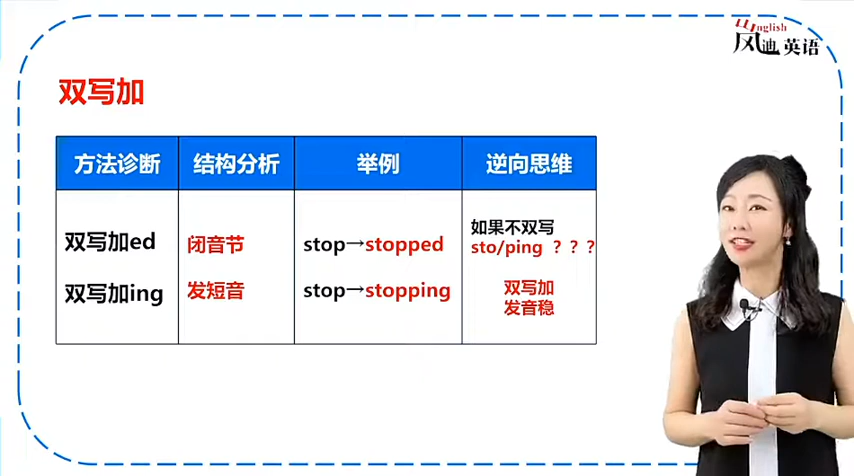 English
风迪英语
双写加
方法诊断 结构分析 举例 逆向思维
双写加ed 闭音节 stop→stopped 如果不双写
sto/ping ？？？
双写加ing 发短音 stop→stopping 双写加
发音稳